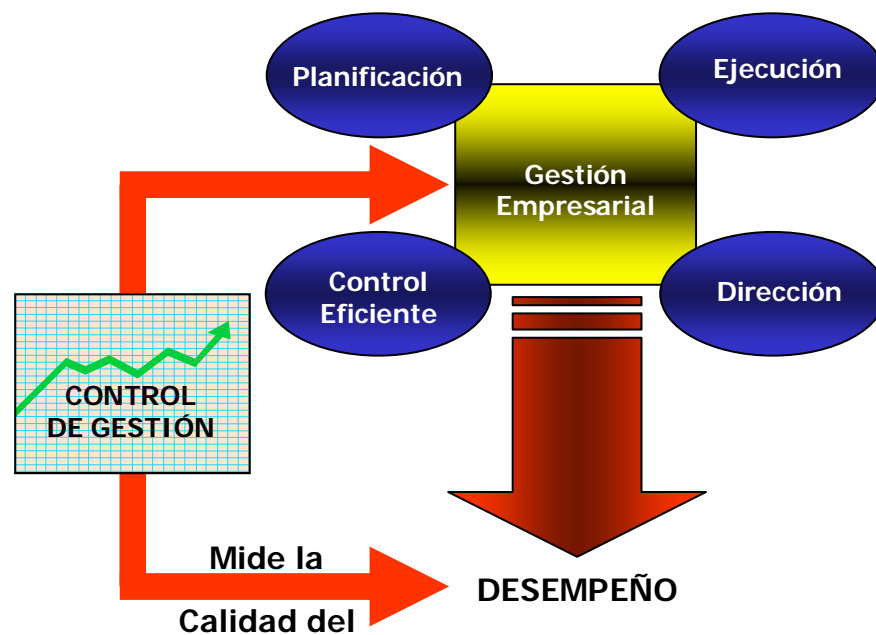 Planificación
Ejecución
Gestión
Empresarial
Control
Eficiente
Dirección
CONTROL
DE GESTIÓN
Mide la
Calidad del
DESEMPEÑO